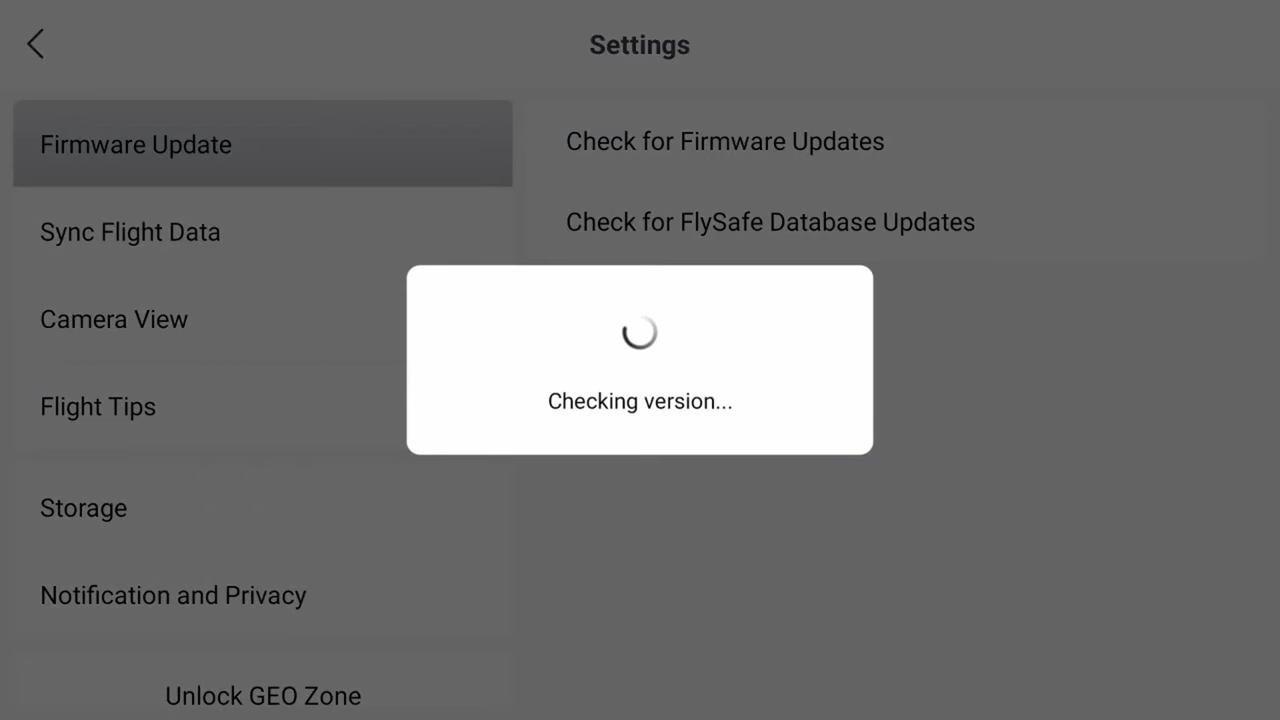 Settings
Firmware Update
Sync Flight Data
Camera View
Flight Tips
Storage
Notification and Privacy
Unlock GEO Zone
Check for Firmware Updates
Check for FlySafe Database Updates
Checking version...